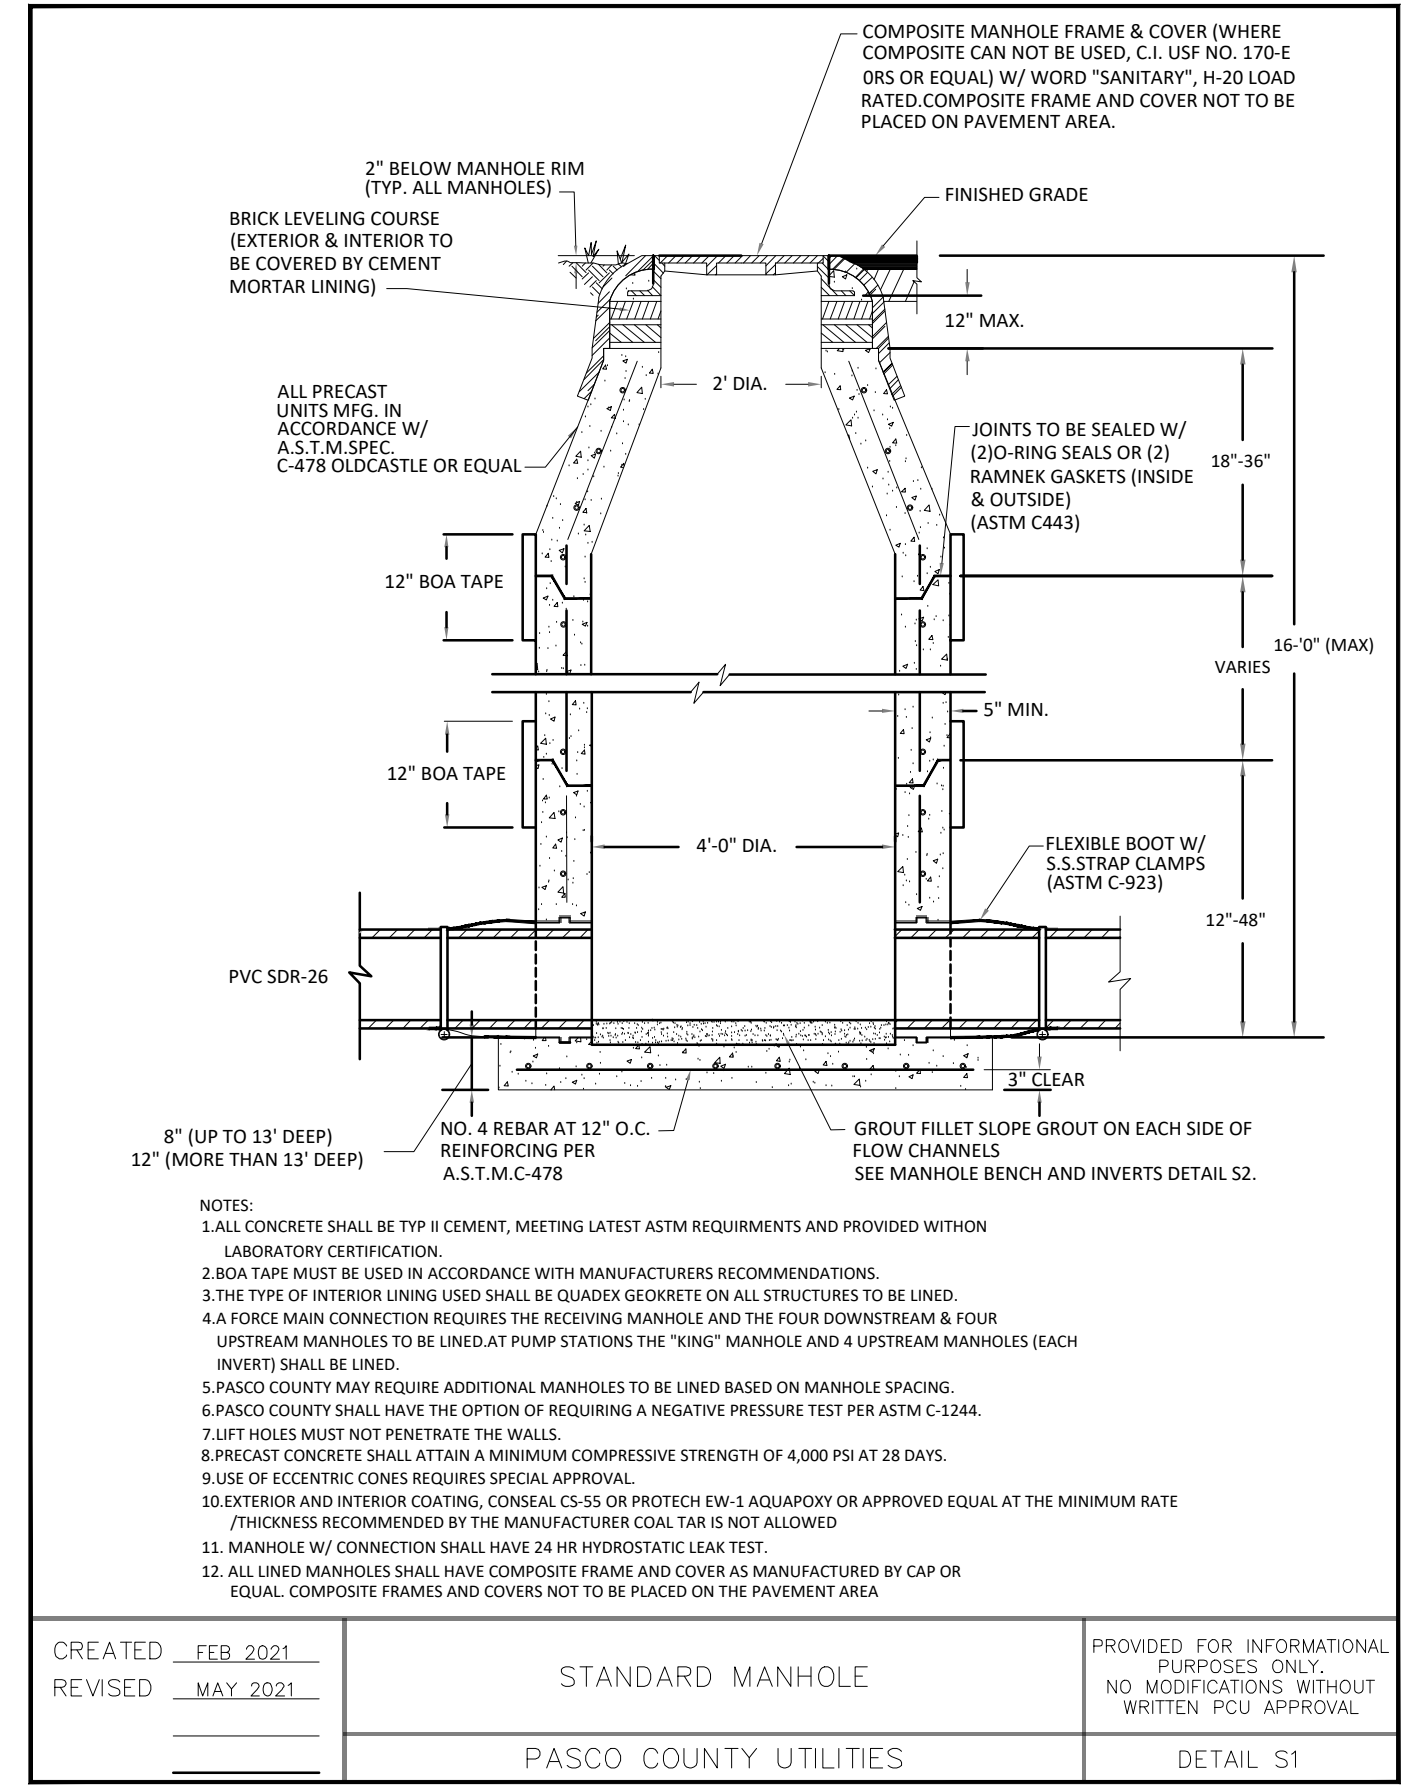 COMPOSITE MANHOLE FRAME & COVER (WHERE
COMPOSITE CAN NOT BE USED, C.I. USF NO. 170-E
0RS OR EQUAL) W/ WORD "SANITARY", H-20 LOAD
RATED.COMPOSITE FRAME AND COVER NOT TO BE
PLACED ON PAVEMENT AREA.
2" BELOW MANHOLE RIM
(TYP. ALL MANHOLES)
FINISHED GRADE
BRICK LEVELING COURSE
(EXTERIOR & INTERIOR TO
BE COVERED BY CEMENT
MORTAR LINING)
12" MAX.
2' DIA.
ALL PRECAST
UNITS MFG. IN
ACCORDANCE W/
A.S.T.M.SPEC.
C-478 OLDCASTLE OR EQUAL
JOINTS TO BE SEALED W/
(2)O-RING SEALS OR (2)
RAMNEK GASKETS (INSIDE
& OUTSIDE)
(ASTM C443)
18"-36"
12" BOA TAPE
16-'0" (MAX)
VARIES
5" MIN.
12" BOA TAPE
4'-0" DIA.
FLEXIBLE BOOT W/
S.S.STRAP CLAMPS
(ASTM C-923)
12"-48"
PVC SDR-26
3" CLEAR
8" (UP TO 13' DEEP)
12" (MORE THAN 13' DEEP)
NO. 4 REBAR AT 12" O.C.
REINFORCING PER
A.S.T.M.C-478
GROUT FILLET SLOPE GROUT ON EACH SIDE OF
FLOW CHANNELS
SEE MANHOLE BENCH AND INVERTS DETAIL S2.
NOTES:
1.ALL CONCRETE SHALL BE TYP II CEMENT, MEETING LATEST ASTM REQUIRMENTS AND PROVIDED WITHON
LABORATORY CERTIFICATION.
2.BOA TAPE MUST BE USED IN ACCORDANCE WITH MANUFACTURERS RECOMMENDATIONS.
3.THE TYPE OF INTERIOR LINING USED SHALL BE QUADEX GEOKRETE ON ALL STRUCTURES TO BE LINED.
4.A FORCE MAIN CONNECTION REQUIRES THE RECEIVING MANHOLE AND THE FOUR DOWNSTREAM & FOUR
UPSTREAM MANHOLES TO BE LINED.AT PUMP STATIONS THE "KING" MANHOLE AND 4 UPSTREAM MANHOLES (EACH
INVERT) SHALL BE LINED.
5.PASCO COUNTY MAY REQUIRE ADDITIONAL MANHOLES TO BE LINED BASED ON MANHOLE SPACING.
6.PASCO COUNTY SHALL HAVE THE OPTION OF REQUIRING A NEGATIVE PRESSURE TEST PER ASTM C-1244.
7.LIFT HOLES MUST NOT PENETRATE THE WALLS.
8.PRECAST CONCRETE SHALL ATTAIN A MINIMUM COMPRESSIVE STRENGTH OF 4,000 PSI AT 28 DAYS.
9.USE OF ECCENTRIC CONES REQUIRES SPECIAL APPROVAL.
10.EXTERIOR AND INTERIOR COATING, CONSEAL CS-55 OR PROTECH EW-1 AQUAPOXY OR APPROVED EQUAL AT THE MINIMUM RATE
/THICKNESS RECOMMENDED BY THE MANUFACTURER COAL TAR IS NOT ALLOWED
11. MANHOLE W/ CONNECTION SHALL HAVE 24 HR HYDROSTATIC LEAK TEST.
12. ALL LINED MANHOLES SHALL HAVE COMPOSITE FRAME AND COVER AS MANUFACTURED BY CAP OR
EQUAL. COMPOSITE FRAMES AND COVERS NOT TO BE PLACED ON THE PAVEMENT AREA
CREATED FEB 2021
REVISED MAY 2021
STANDARD MANHOLE
PROVIDED FOR INFORMATIONAL
PURPOSES ONLY.
NO MODIFICATIONS WITHOUT
WRITTEN PCU APPROVAL
PASCO COUNTY UTILITIES
DETAIL S1